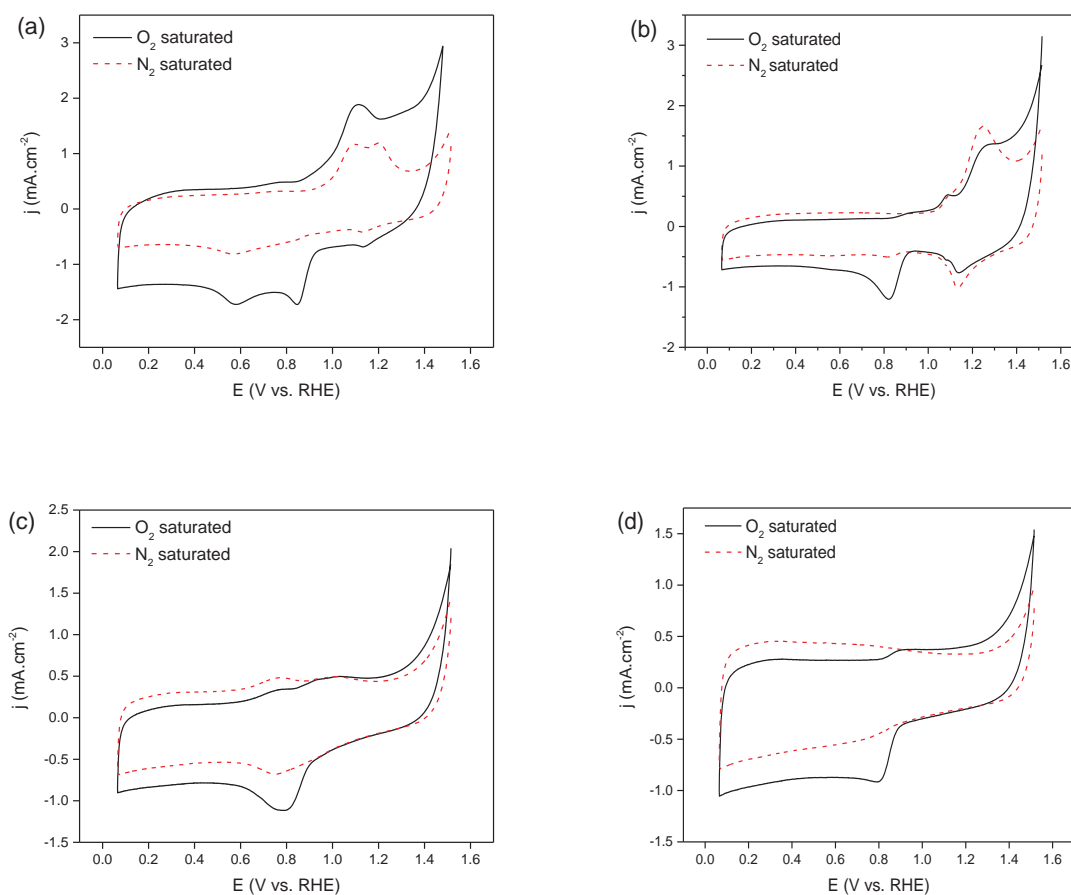 (a)
O₂ saturated
N₂ saturated
3
2
1
0
-1
-2
j (mA.cm⁻²)
0.0 0.2 0.4 0.6 0.8 1.0 1.2 1.4 1.6
E (V vs. RHE)
(b)
O₂ saturated
N₂ saturated
3
2
1
0
-1
-2
j (mA.cm⁻²)
0.0 0.2 0.4 0.6 0.8 1.0 1.2 1.4 1.6
E (V vs. RHE)
(c)
O₂ saturated
N₂ saturated
2.5
2.0
1.5
1.0
0.5
0.0
-0.5
-1.0
-1.5
j (mA.cm⁻²)
0.0 0.2 0.4 0.6 0.8 1.0 1.2 1.4 1.6
E (V vs. RHE)
(d)
O₂ saturated
N₂ saturated
1.5
1.0
0.5
0.0
-0.5
-1.0
-1.5
j (mA.cm⁻²)
0.0 0.2 0.4 0.6 0.8 1.0 1.2 1.4 1.6
E (V vs. RHE)